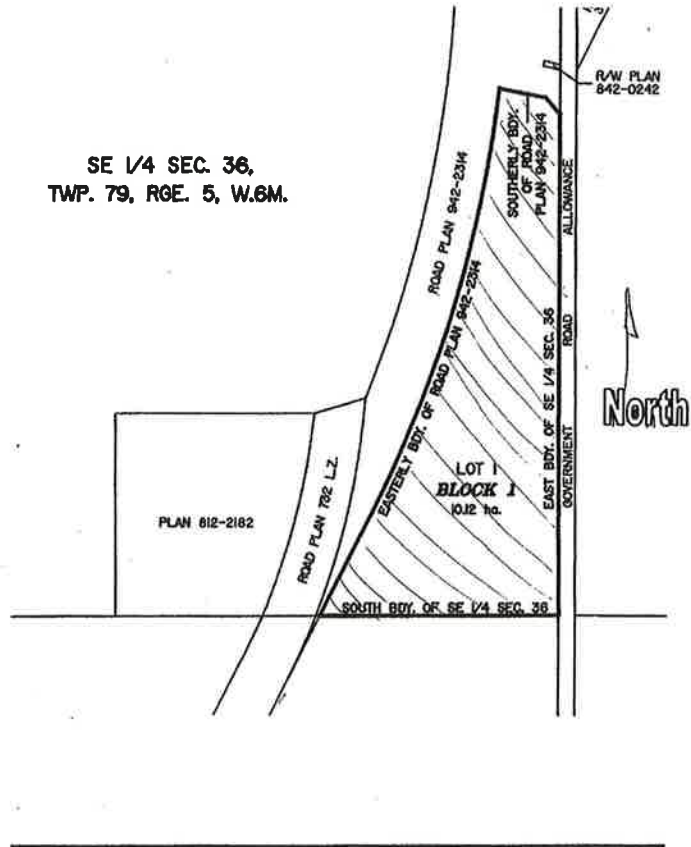 R/W PLAN
842-0242
SE 1/4 SEC. 36,
TWP. 79, RGE. 5, W.6M.
SOUTHERLY BDY.
OF ROAD
PLAN 942-2314
ROAD PLAN 942-2314
EASTERLY BDY. OF ROAD PLAN 942-2314
EAST BDY. OF SE 1/4 SEC. 36
GOVERNMENT ROAD ALLOWANCE
North
LOT 1
BLOCK 1
10.12 ha.
PLAN 812-2182
ROAD PLAN 732 L.Z.
SOUTH BDY. OF SE 1/4 SEC. 36